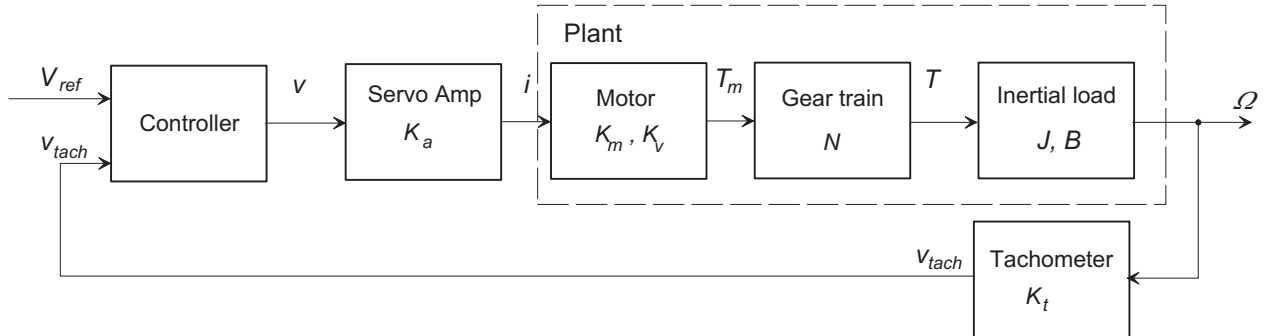 Plant
V_ref
v
Servo Amp
K_a
i
Motor
K_m , K_v
T_m
Gear train
N
T
Inertial load
J, B
Ω
Controller
v_tach
v_tach
Tachometer
K_t